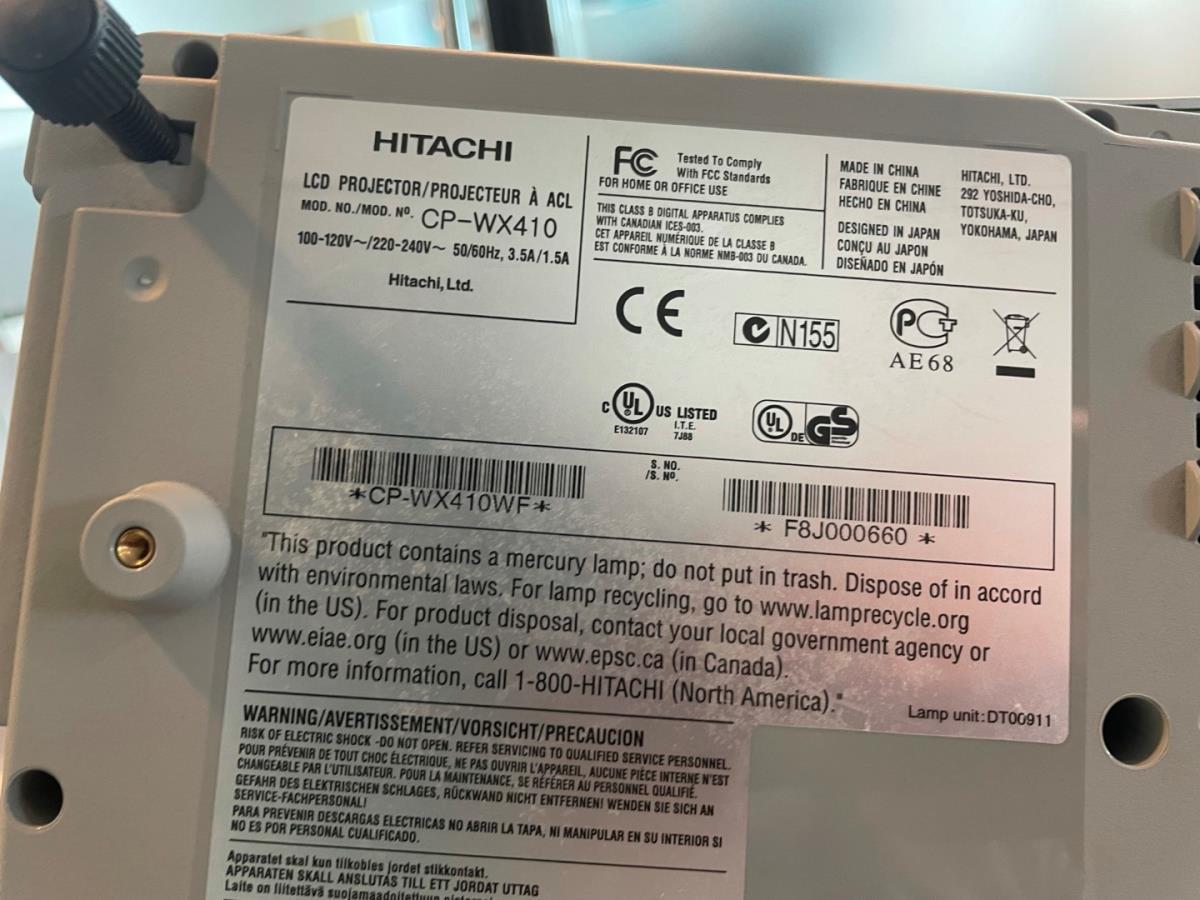 HITACHI
LCD PROJECTOR/PROJECTEUR À ACL
MOD. NO./MOD. Nº. CP-WX410
100-120V~/220-240V~ 50/60Hz, 3.5A/1.5A
Hitachi, Ltd.
FC Tested To Comply
With FCC Standards
FOR HOME OR OFFICE USE
THIS CLASS B DIGITAL APPARATUS COMPLIES
WITH CANADIAN ICES-003.
CET APPAREIL NUMÉRIQUE DE LA CLASSE B
EST CONFORME À LA NORME NMB-003 DU CANADA.
MADE IN CHINA
FABRIQUE EN CHINE
HECHO EN CHINA
DESIGNED IN JAPAN
CONÇU AU JAPON
DISEÑADO EN JAPÓN
HITACHI, LTD.
292 YOSHIDA-CHO,
TOTSUKA-KU,
YOKOHAMA, JAPAN
CE
N155
PCT
AE68
C UL US LISTED
E132107
I.T.E.
7J88
UL DE GS
*CP-WX410WF*
S. NO.
/S. Nº.
* F8J000660 *
"This product contains a mercury lamp; do not put in trash. Dispose of in accord
with environmental laws. For lamp recycling, go to www.lamprecycle.org
(in the US). For product disposal, contact your local government agency or
www.eiae.org (in the US) or www.epsc.ca (in Canada).
For more information, call 1-800-HITACHI (North America)."
Lamp unit:DT00911
WARNING/AVERTISSEMENT/VORSICHT/PRECAUCION
RISK OF ELECTRIC SHOCK -DO NOT OPEN. REFER SERVICING TO QUALIFIED SERVICE PERSONNEL.
POUR PRÉVENIR DE TOUT CHOC ÉLECTRIQUE, NE PAS OUVRIR L'APPAREIL, AUCUNE PIÈCE INTERNE N'EST
CHANGEABLE PAR L'UTILISATEUR. POUR LA MAINTENANCE, SE RÉFÉRER AU PERSONNEL QUALIFIÉ.
GEFAHR DES ELEKTRISCHEN SCHLAGES, RÜCKWAND NICHT ENTFERNEN! WENDEN SIE SICH AN
SERVICE-FACHPERSONAL!
PARA PREVENIR DESCARGAS ELECTRICAS NO ABRIR LA TAPA, NI MANIPULAR EN SU INTERIOR SI
NO ES POR PERSONAL CUALIFICADO.
Apparatet skal kun tilkobles jordet stikkontakt.
APPARATEN SKALL ANSLUTAS TILL ETT JORDAT UTTAG
Laite on liitettävä suojamaadoitettuun